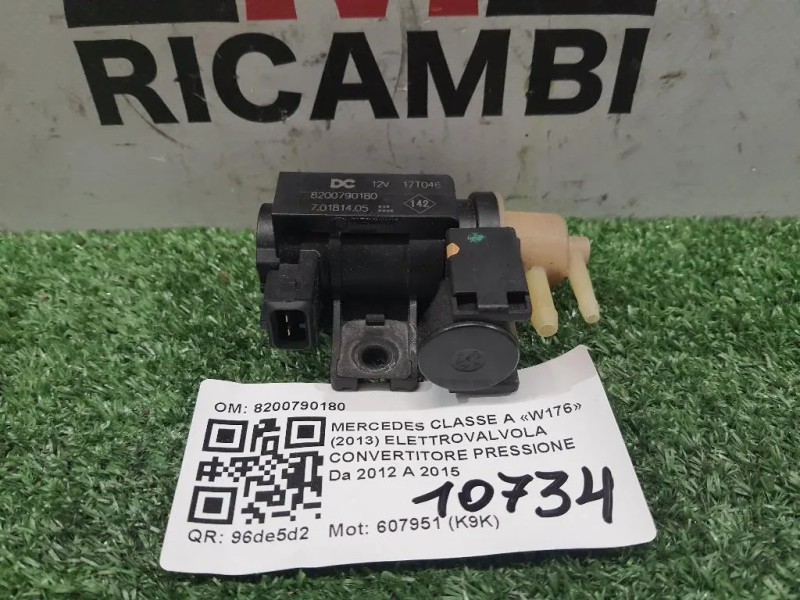 RICAMBI
DC 12V 17T046
8200790180
7.01814.05
142
OM: 8200790180
MERCEDES CLASSE A «W176»
(2013) ELETTROVALVOLA
CONVERTITORE PRESSIONE
Da 2012 A 2015
10734
QR: 96de5d2 Mot: 607951 (K9K)